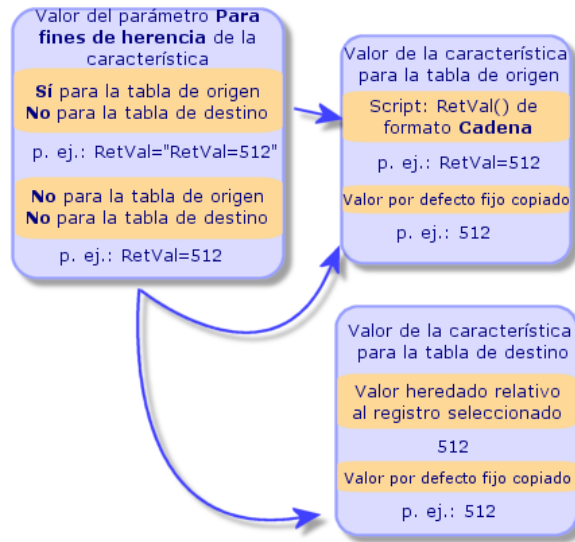 Valor del parámetro Para
fines de herencia de la
característica
Sí para la tabla de origen
No para la tabla de destino
p. ej.: RetVal="RetVal=512"
No para la tabla de origen
No para la tabla de destino
p. ej.: RetVal=512
Valor de la característica
para la tabla de origen
Script: RetVal() de
formato Cadena
p. ej.: RetVal=512
Valor por defecto fijo copiado
p. ej.: 512
Valor de la característica
para la tabla de destino
Valor heredado relativo
al registro seleccionado
512
Valor por defecto fijo copiado
p. ej.: 512